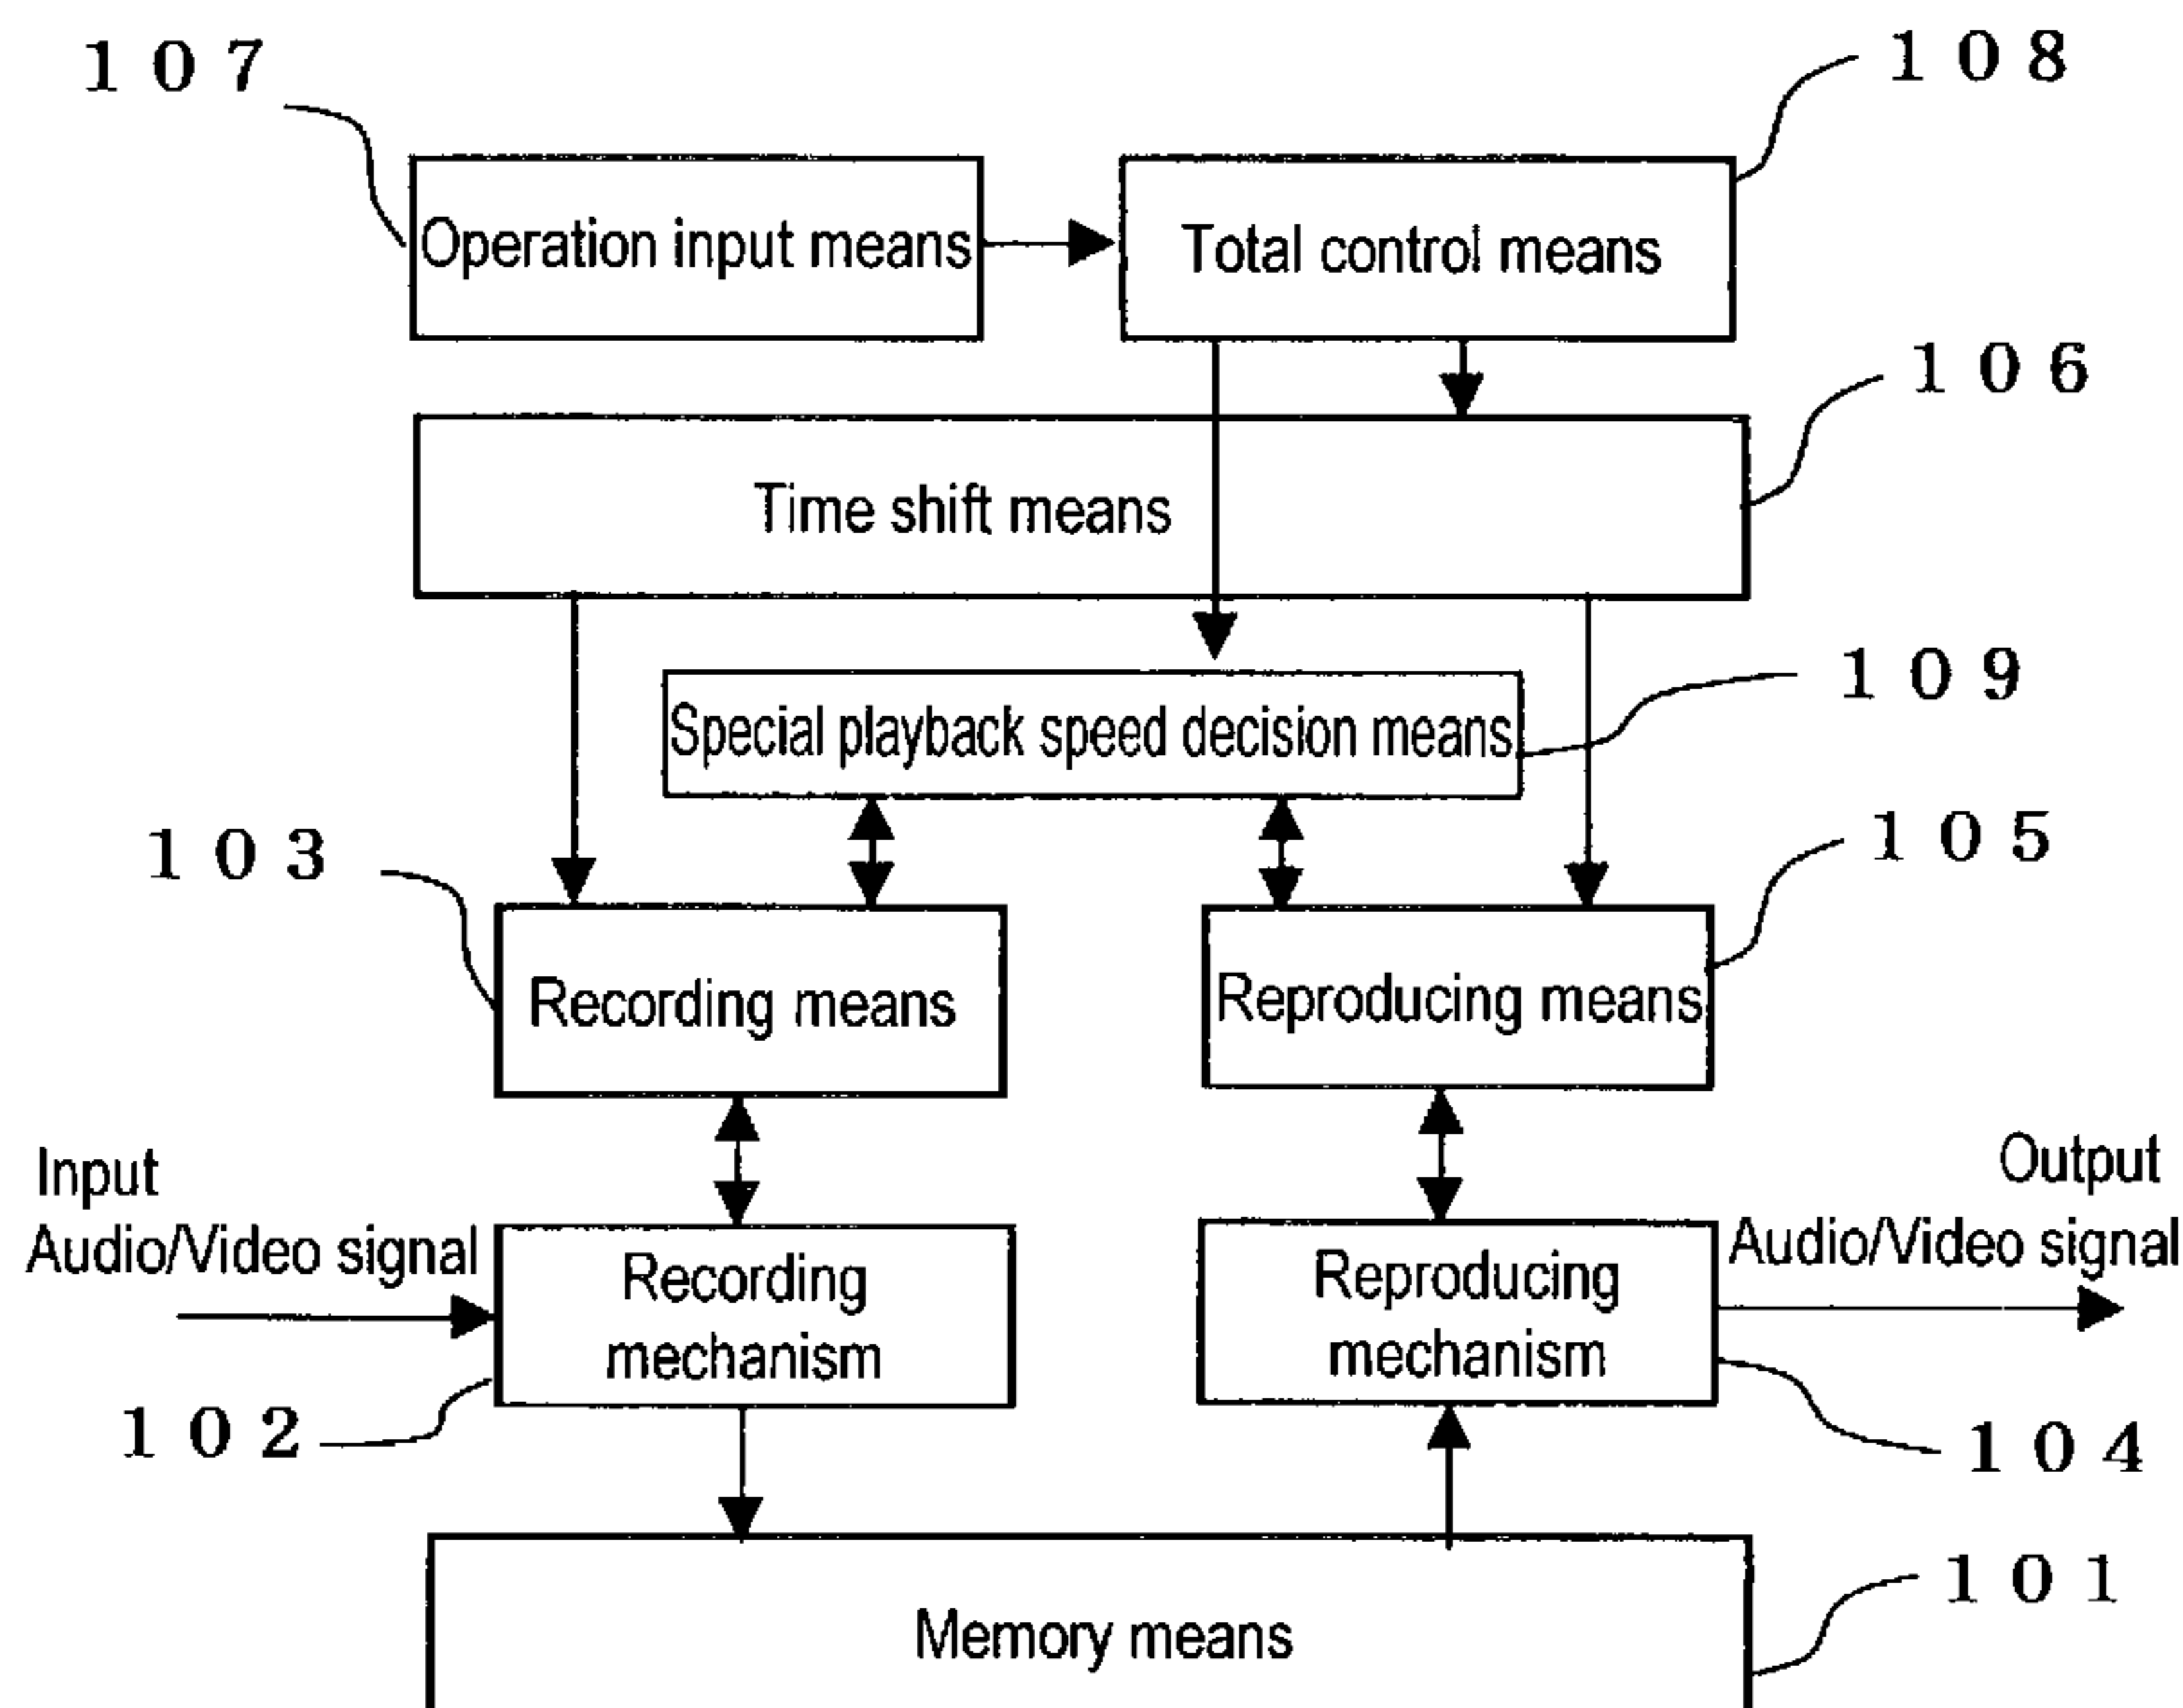 107
108
Operation input means
Total control means
106
Time shift means
109
Special playback speed decision means
103
105
Recording means
Reproducing means
Input
Audio/Video signal
Output
Audio/Video signal
Recording
mechanism
Reproducing
mechanism
102
104
101
Memory means